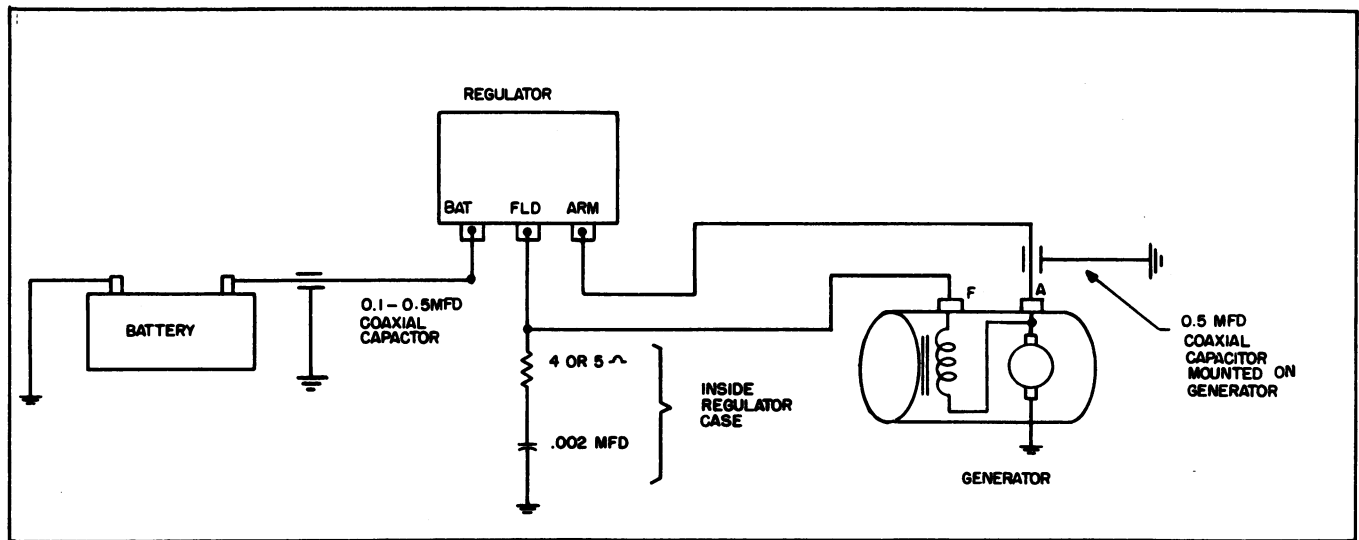 REGULATOR
BAT FLD ARM
BATTERY
0.1-0.5MFD
COAXIAL
CAPACTOR
4 OR 5 ⌒
.002 MFD
INSIDE
REGULATOR
CASE
F A
GENERATOR
0.5 MFD
COAXIAL
CAPACITOR
MOUNTED ON
GENERATOR